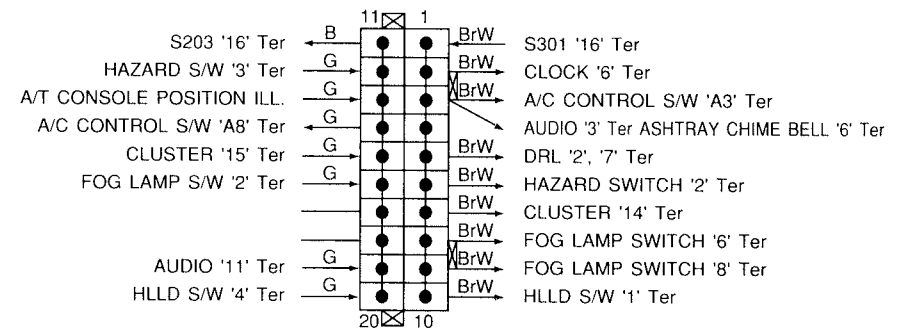 11 1
S203 '16' Ter B BrW S301 '16' Ter
HAZARD S/W '3' Ter G BrW CLOCK '6' Ter
A/T CONSOLE POSITION ILL. G BrW A/C CONTROL S/W 'A3' Ter
A/C CONTROL S/W 'A8' Ter G AUDIO '3' Ter ASHTRAY CHIME BELL '6' Ter
CLUSTER '15' Ter G BrW DRL '2', '7' Ter
FOG LAMP S/W '2' Ter G BrW HAZARD SWITCH '2' Ter
BrW CLUSTER '14' Ter
BrW FOG LAMP SWITCH '6' Ter
AUDIO '11' Ter G BrW FOG LAMP SWITCH '8' Ter
HLLD S/W '4' Ter G BrW HLLD S/W '1' Ter
20 10